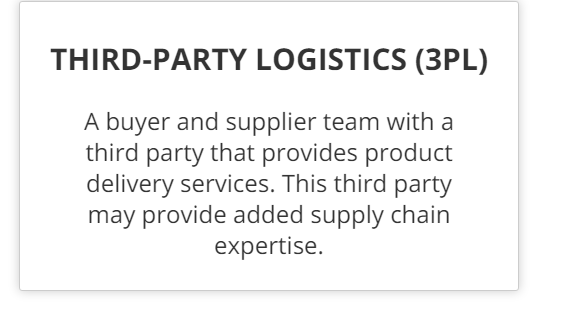 THIRD-PARTY LOGISTICS (3PL)
A buyer and supplier team with a
third party that provides product
delivery services. This third party
may provide added supply chain
expertise.